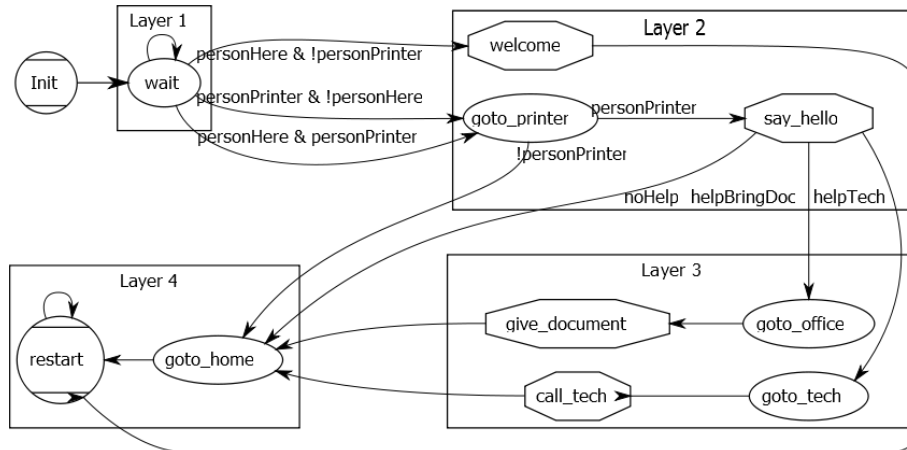 Layer 1
Layer 2
Init
wait
personHere & !personPrinter
welcome
personPrinter & !personHere
goto_printer
personPrinter
say_hello
personHere & personPrinter
!personPrinter
noHelp
helpBringDoc
helpTech
Layer 4
Layer 3
restart
goto_home
give_document
goto_office
call_tech
goto_tech